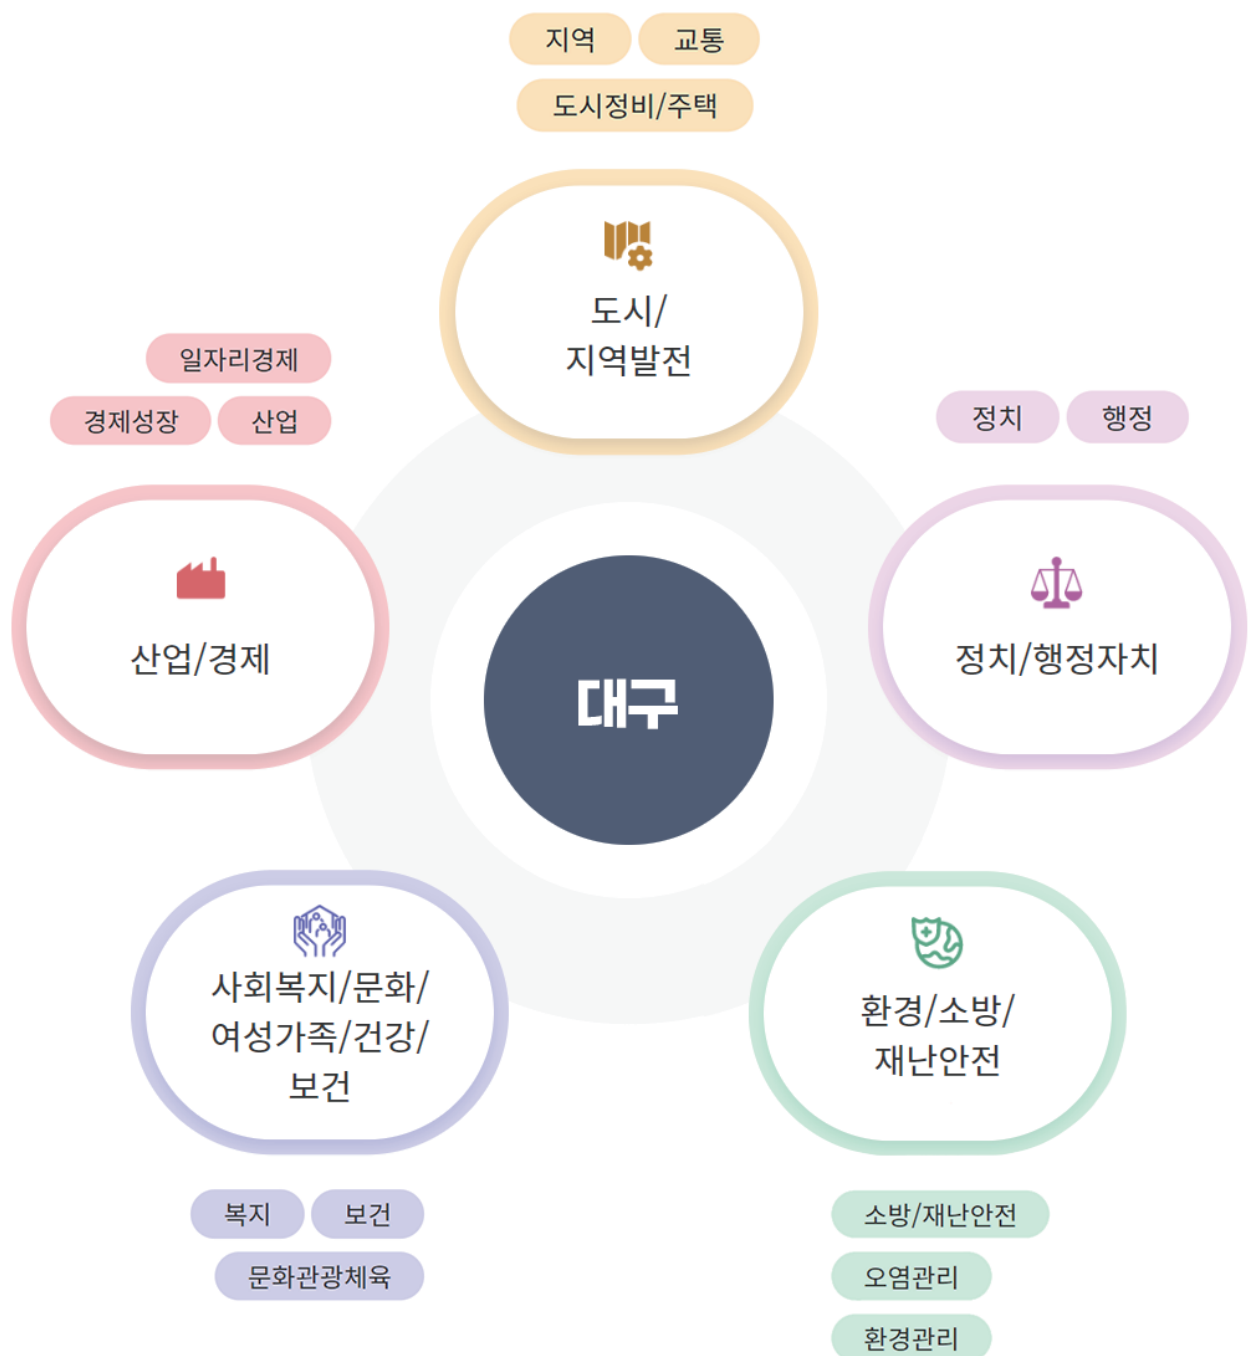 지역 교통
도시정비/주택
도시/
지역발전
일자리경제
경제성장 산업
산업/경제
정치 행정
정치/행정자치
대구
사회복지/문화/
여성가족/건강/
보건
복지 보건
문화관광체육
환경/소방/
재난안전
소방/재난안전
오염관리
환경관리